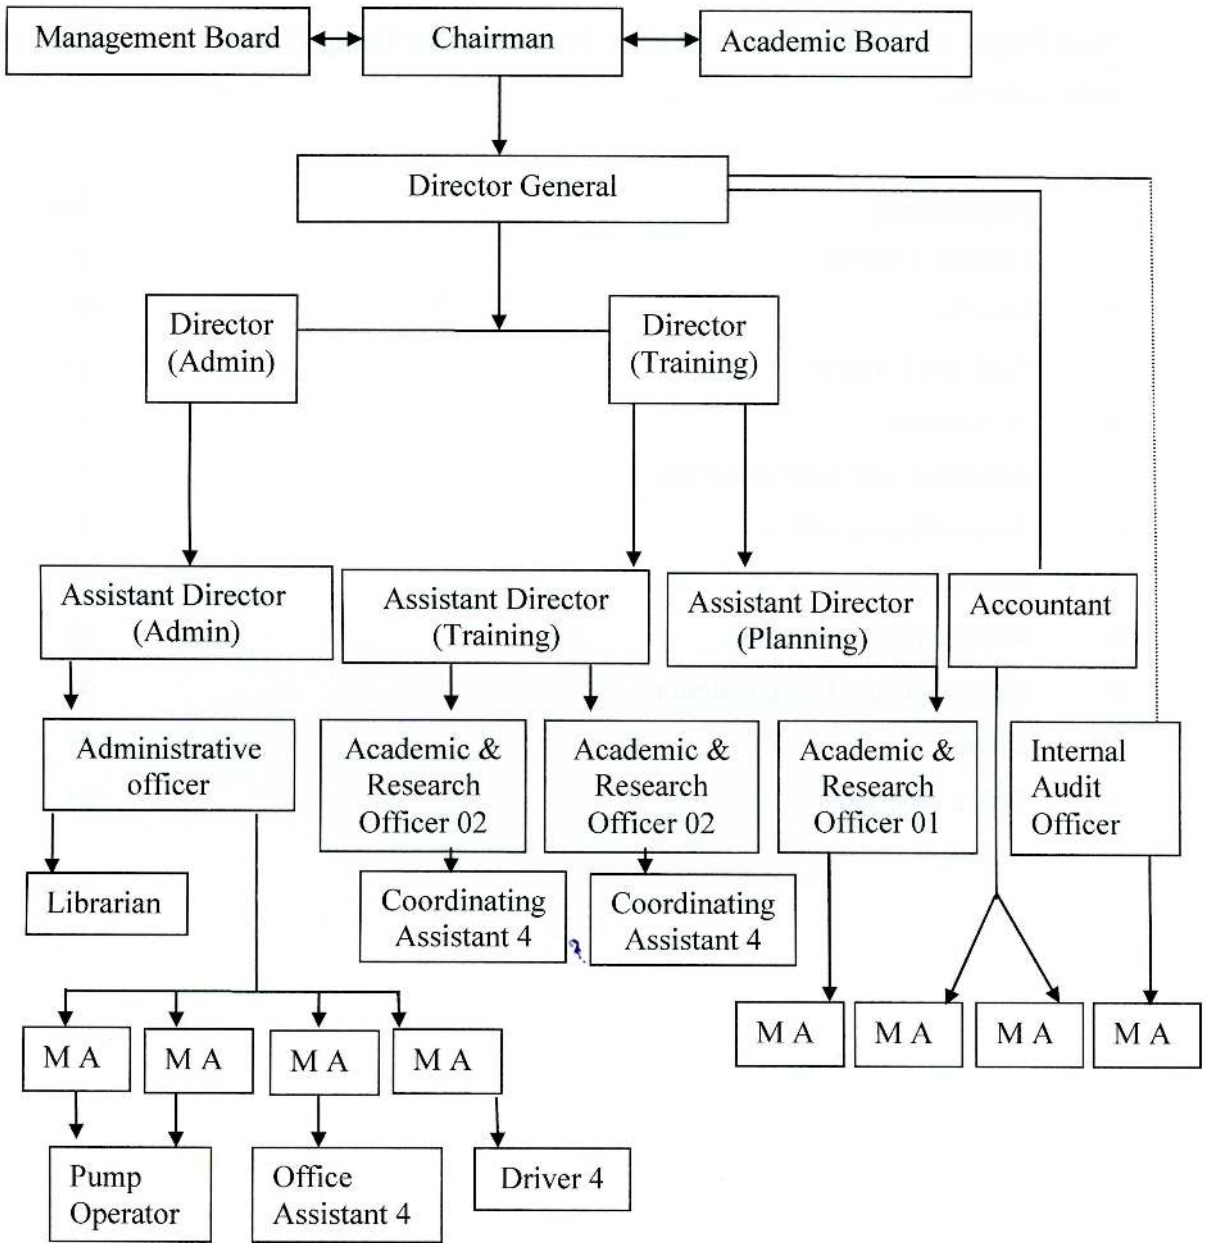 Management Board
Chairman
Academic Board
Director General
Director
(Admin)
Director
(Training)
Assistant Director
(Admin)
Assistant Director
(Training)
Assistant Director
(Planning)
Accountant
Administrative
officer
Academic &
Research
Officer 02
Academic &
Research
Officer 02
Academic &
Research
Officer 01
Internal
Audit
Officer
Librarian
Coordinating
Assistant 4
Coordinating
Assistant 4
M A
M A
M A
M A
M A
M A
M A
M A
Pump
Operator
Office
Assistant 4
Driver 4